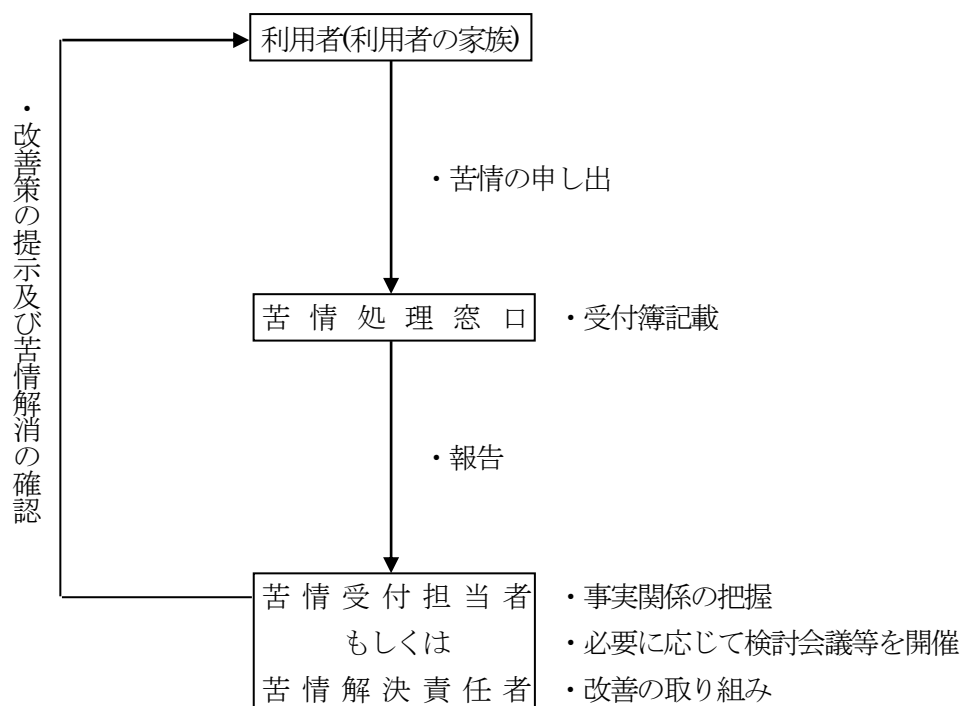 利用者(利用者の家族)
・改善策の提示及び苦情解消の確認
・苦情の申し出
苦情処理窓口
・受付簿記載
・報告
苦情受付担当者
もしくは
苦情解決責任者
・事実関係の把握
・必要に応じて検討会議等を開催
・改善の取り組み